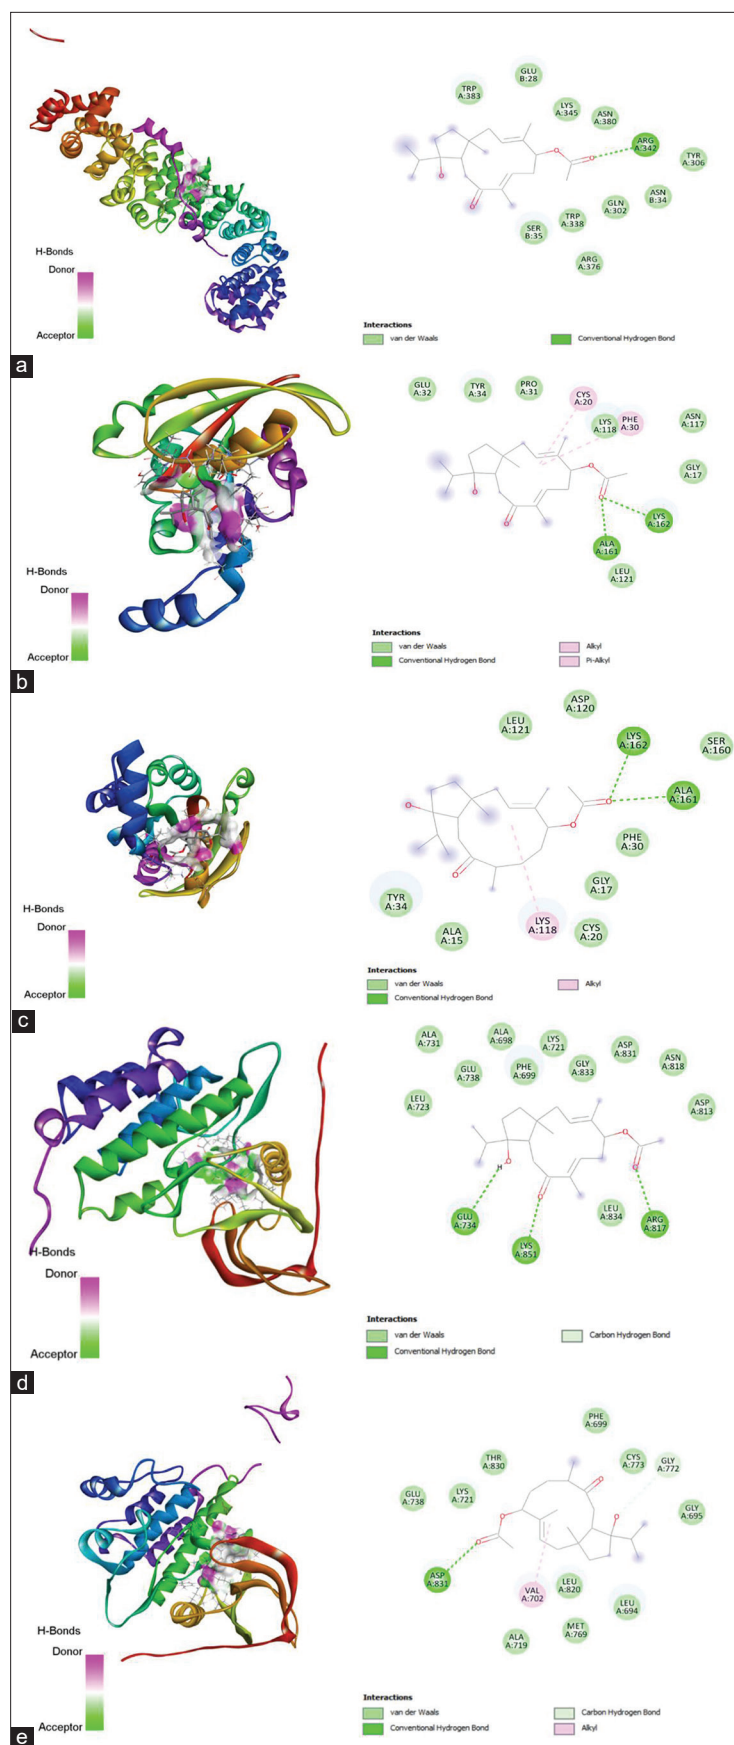 GLU
B:28
TRP
A:383
LYS
A:345
ASN
A:380
ARG
A:342
TYR
A:306
O
O
O
O
H-Bonds
Donor
Acceptor
ASN
B:34
GLN
A:302
TRP
A:338
SER
B:35
ARG
A:376
Interactions
van der Waals
Conventional Hydrogen Bond
a
GLU
A:32
TYR
A:34
PRO
A:31
CYS
A:20
LYS
A:118
PHE
A:30
ASN
A:117
GLY
A:17
O
O
O
O
LYS
A:162
ALA
A:161
LEU
A:121
H-Bonds
Donor
Acceptor
Interactions
van der Waals
Alkyl
Conventional Hydrogen Bond
Pi-Alkyl
b
ASP
A:120
LEU
A:121
LYS
A:162
SER
A:160
ALA
A:161
O
O
O
O
PHE
A:30
GLY
A:17
TYR
A:34
ALA
A:15
LYS
A:118
CYS
A:20
H-Bonds
Donor
Acceptor
Interactions
van der Waals
Alkyl
Conventional Hydrogen Bond
c
ALA
A:731
ALA
A:698
LYS
A:721
ASP
A:831
ASN
A:818
GLU
A:738
PHE
A:699
GLY
A:833
LEU
A:723
ASP
A:813
H
O
O
O
O
GLU
A:734
LYS
A:851
LEU
A:834
ARG
A:817
H-Bonds
Donor
Acceptor
Interactions
van der Waals
Carbon Hydrogen Bond
Conventional Hydrogen Bond
d
PHE
A:699
THR
A:830
CYS
A:773
GLY
A:772
GLU
A:738
LYS
A:721
GLY
A:695
O
O
O
O
ASP
A:831
VAL
A:702
LEU
A:820
LEU
A:694
ALA
A:719
MET
A:769
H-Bonds
Donor
Acceptor
Interactions
van der Waals
Carbon Hydrogen Bond
Conventional Hydrogen Bond
Alkyl
e